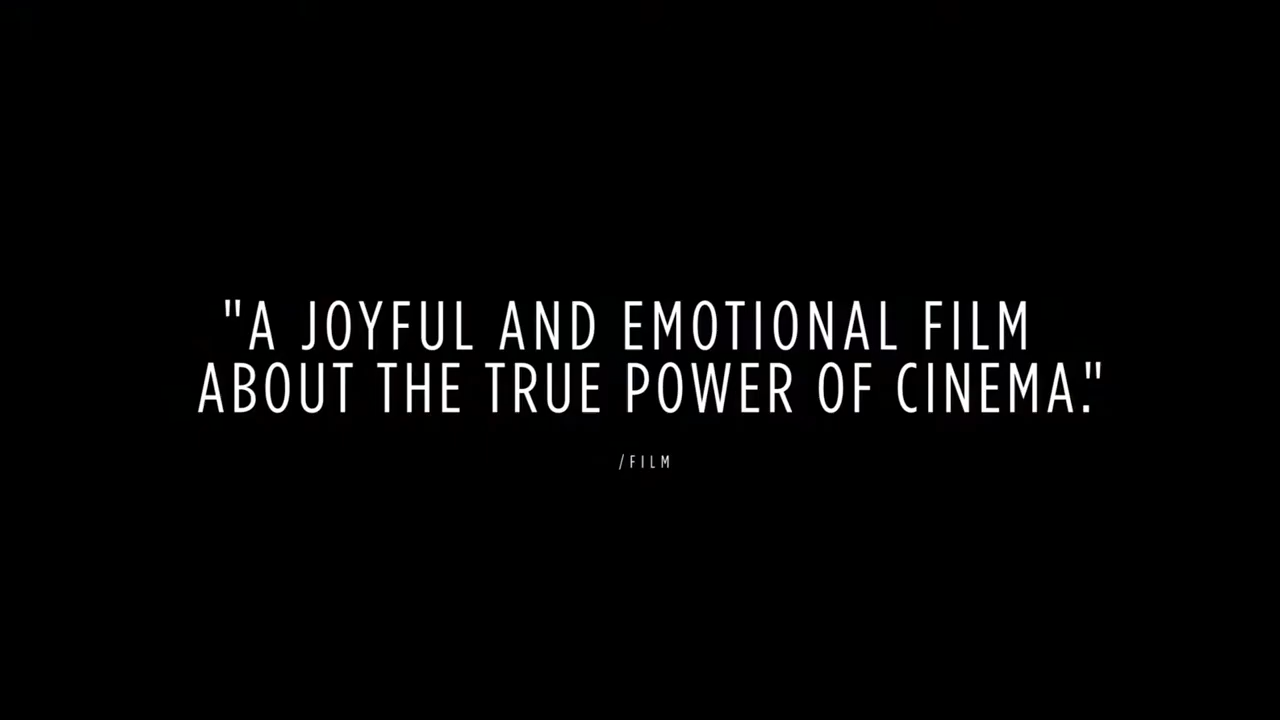 "A JOYFUL AND EMOTIONAL FILM
ABOUT THE TRUE POWER OF CINEMA."
/FILM